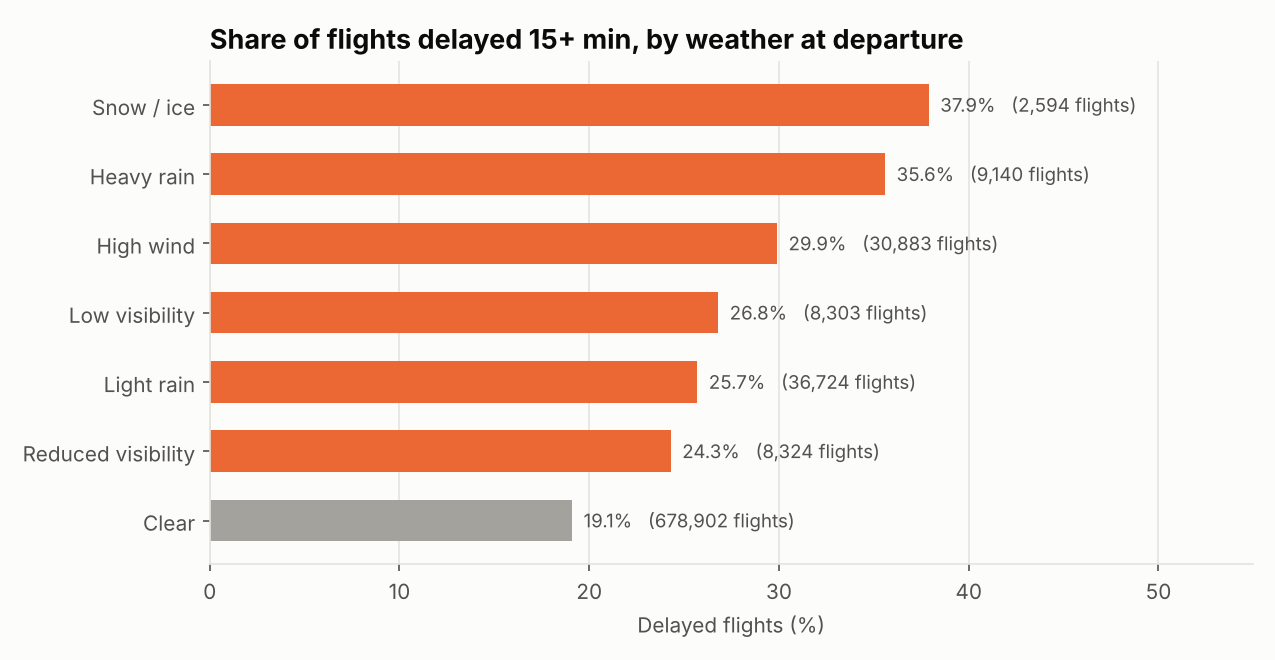 Share of flights delayed 15+ min, by weather at departure
Snow / ice 37.9% (2,594 flights)
Heavy rain 35.6% (9,140 flights)
High wind 29.9% (30,883 flights)
Low visibility 26.8% (8,303 flights)
Light rain 25.7% (36,724 flights)
Reduced visibility 24.3% (8,324 flights)
Clear 19.1% (678,902 flights)
0 10 20 30 40 50
Delayed flights (%)